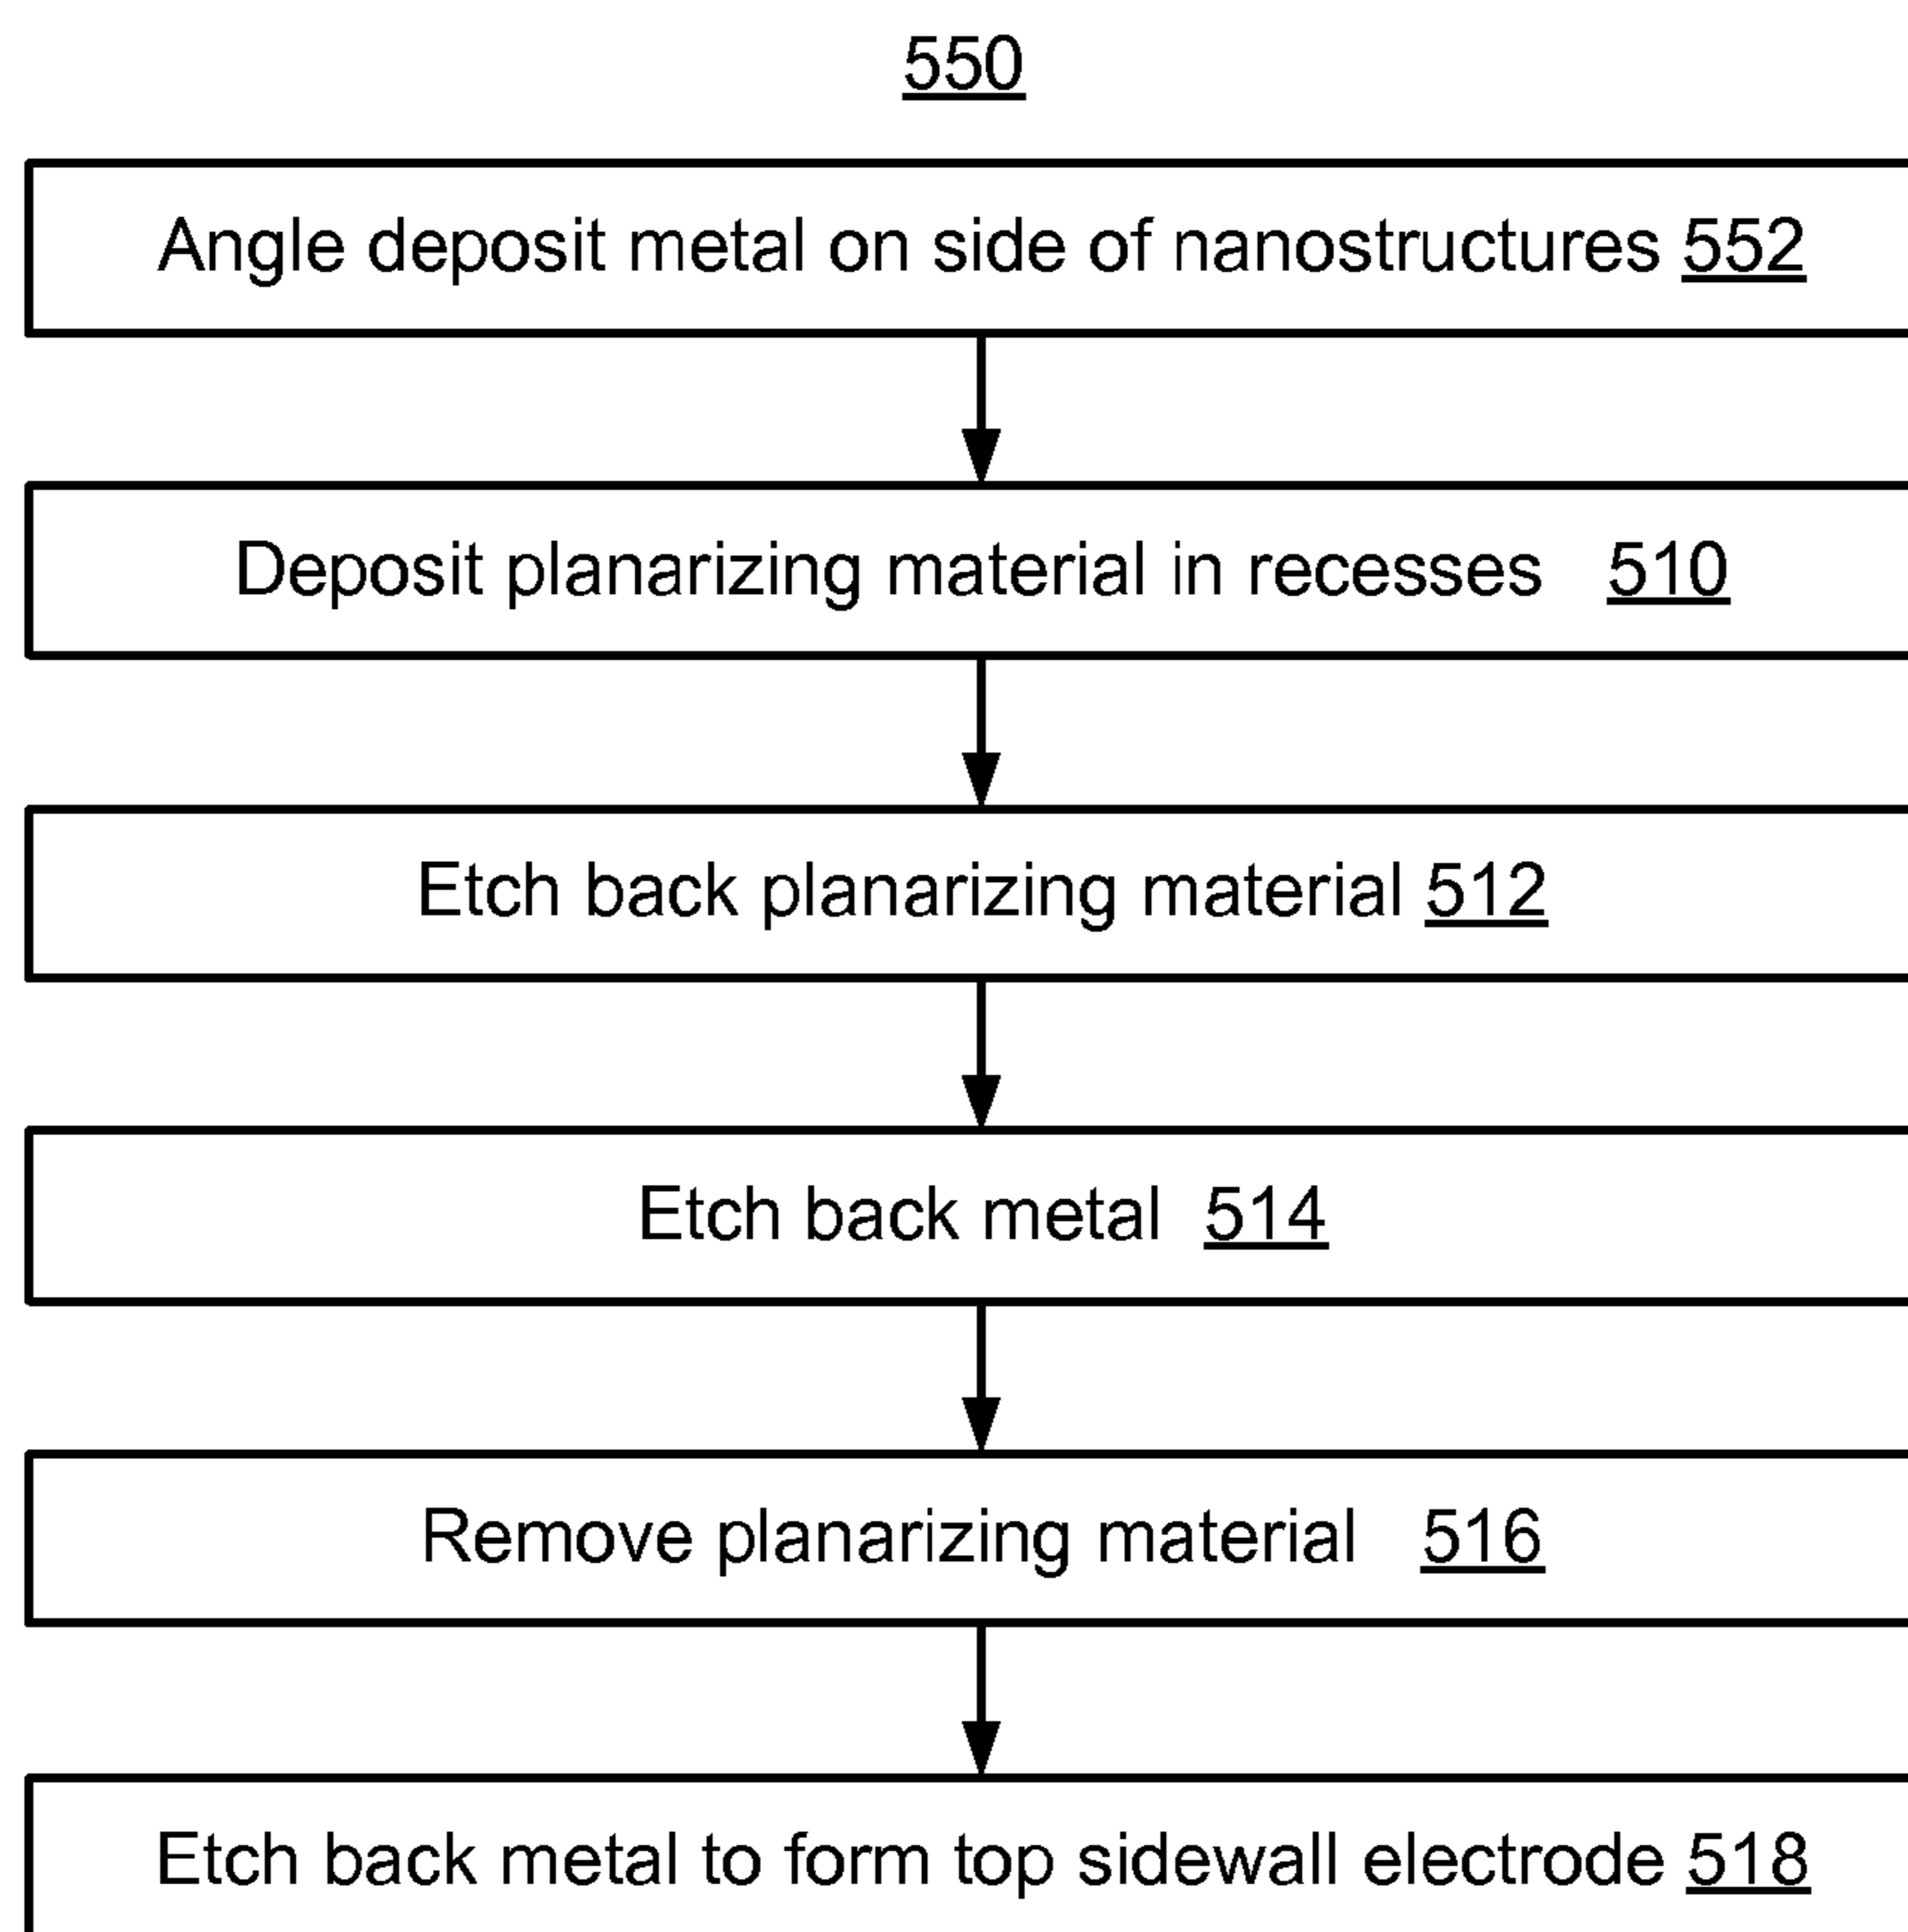 550
Angle deposit metal on side of nanostructures 552
Deposit planarizing material in recesses 510
Etch back planarizing material 512
Etch back metal 514
Remove planarizing material 516
Etch back metal to form top sidewall electrode 518